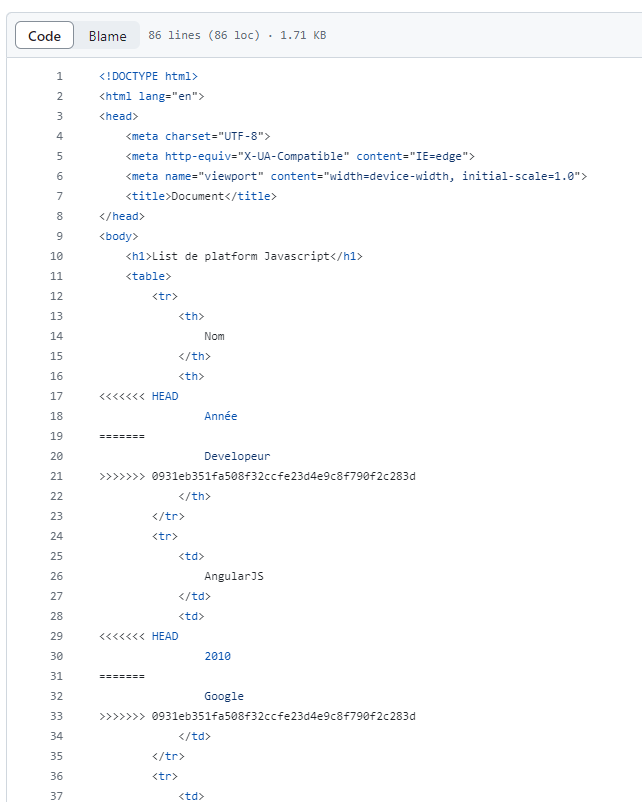 Code Blame 86 lines (86 loc) · 1.71 KB
1 <!DOCTYPE html>
2 <html lang="en">
3 <head>
4 <meta charset="UTF-8">
5 <meta http-equiv="X-UA-Compatible" content="IE=edge">
6 <meta name="viewport" content="width=device-width, initial-scale=1.0">
7 <title>Document</title>
8 </head>
9 <body>
10 <h1>List de platform Javascript</h1>
11 <table>
12 <tr>
13 <th>
14 Nom
15 </th>
16 <th>
17 <<<<<<< HEAD
18 Année
19 =======
20 Developeur
21 >>>>>>> 0931eb351fa508f32ccfe23d4e9c8f790f2c283d
22 </th>
23 </tr>
24 <tr>
25 <td>
26 AngularJS
27 </td>
28 <td>
29 <<<<<<< HEAD
30 2010
31 =======
32 Google
33 >>>>>>> 0931eb351fa508f32ccfe23d4e9c8f790f2c283d
34 </td>
35 </tr>
36 <tr>
37 <td>